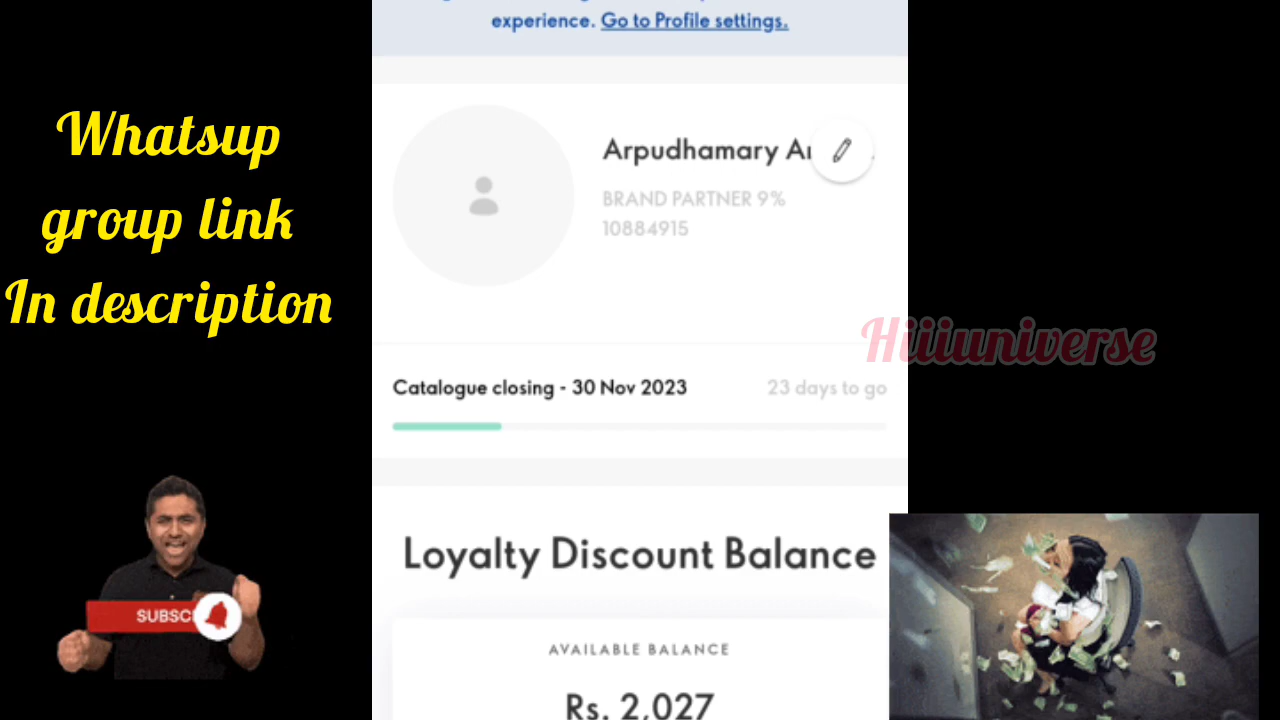 Whatsup
group link
In description
experience. Go to Profile settings.
Arpudhamary
BRAND PARTNER 9%
10884915
Hiiiuniverse
Catalogue closing - 30 Nov 2023
23 days to go
Loyalty Discount Balance
AVAILABLE BALANCE
Rs. 2,027